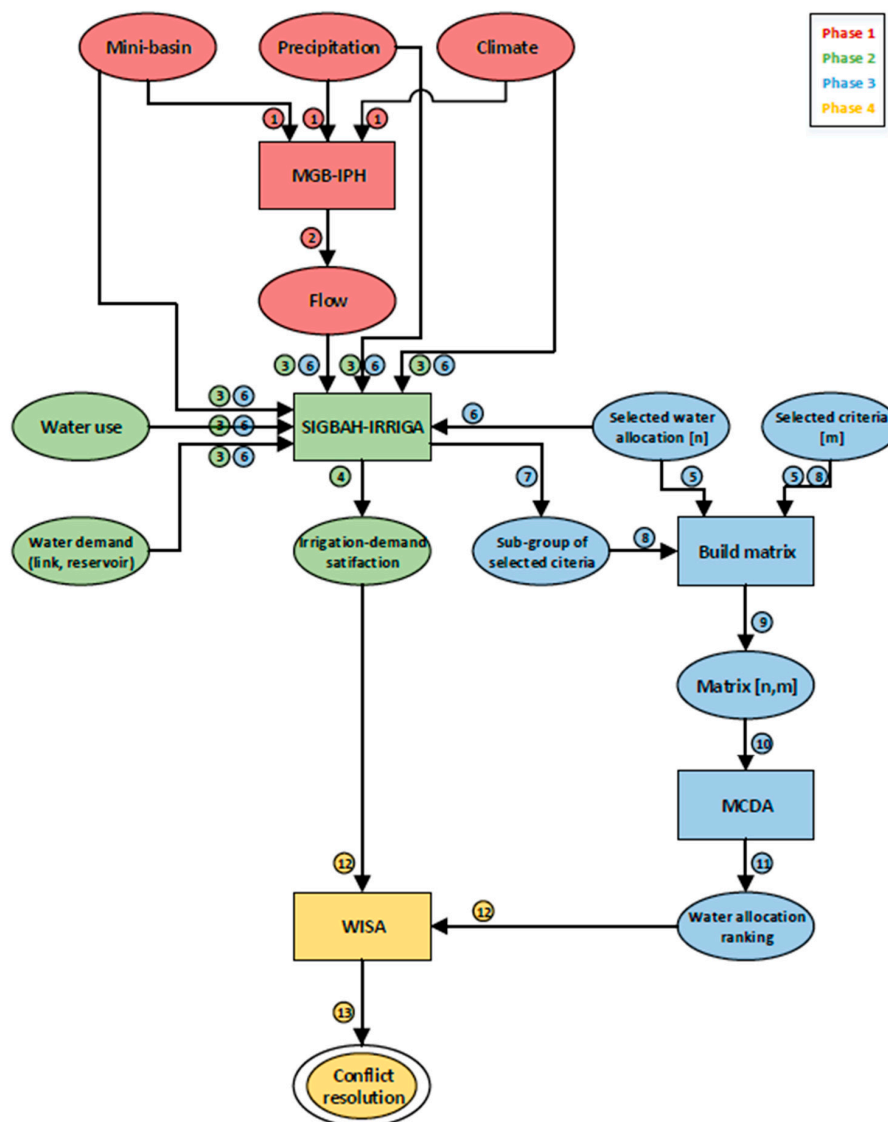 Mini-basin
Precipitation
Climate
Phase 1
Phase 2
Phase 3
Phase 4
1
1
1
MGB-IPH
2
Flow
3 6
3 6
3 6
3 6
Water use
3 6
3 6
SIGBAH-IRRIGA
6
Selected water
allocation [n]
Selected criteria
[m]
4
7
5
5 8
Water demand
(link, reservoir)
Irrigation-demand
satifaction
Sub-group of
selected citeria
8
Build matrix
9
Matrix [n,m]
10
MCDA
11
12
WISA
12
Water allocation
ranking
13
Conflict
resolution